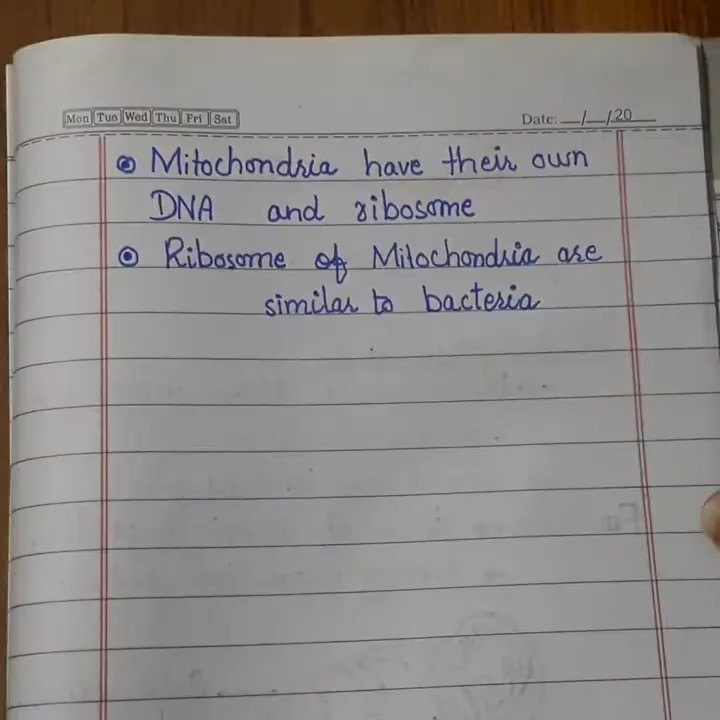 Mon Tue Wed Thu Fri Sat
Date: __/__/20__
Mitochondria have their own
DNA and ribosome
Ribosome of Mitochondria are
similar to bacteria